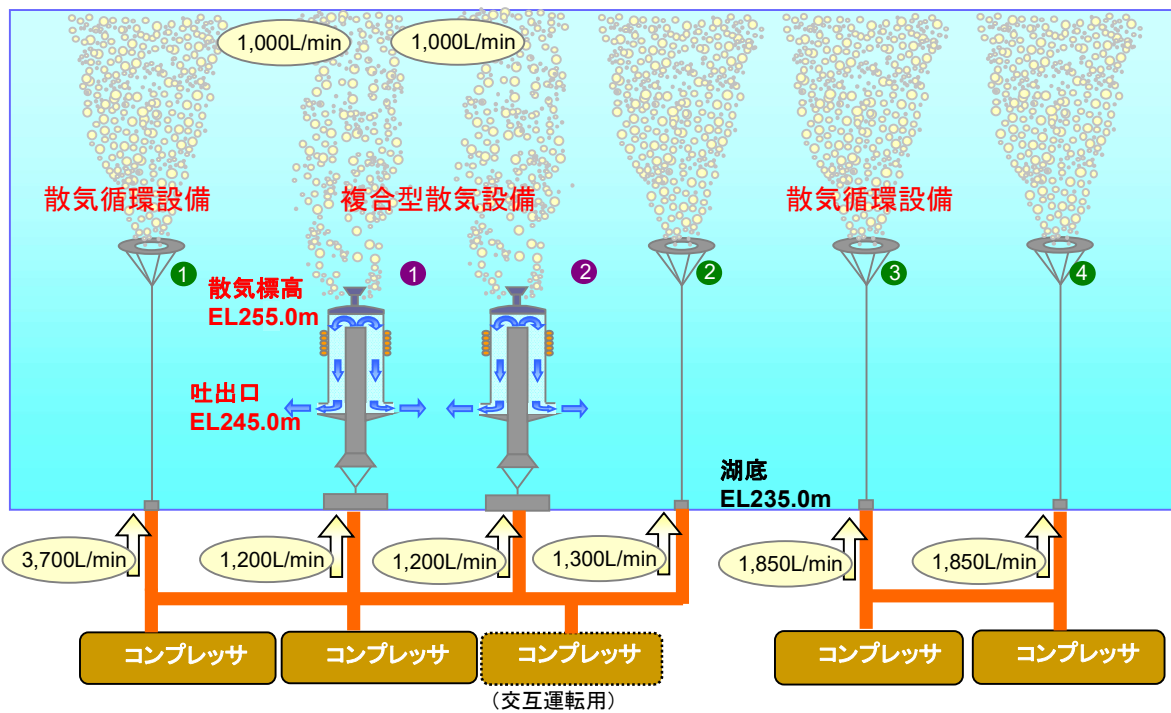 1,000L/min
1,000L/min
散気循環設備
複合型散気設備
散気循環設備
1
1
2
2
3
4
散気標高
EL255.0m
吐出口
EL245.0m
湖底
EL235.0m
3,700L/min
1,200L/min
1,200L/min
1,300L/min
1,850L/min
1,850L/min
コンプレッサ
コンプレッサ
コンプレッサ
コンプレッサ
コンプレッサ
（交互運転用）